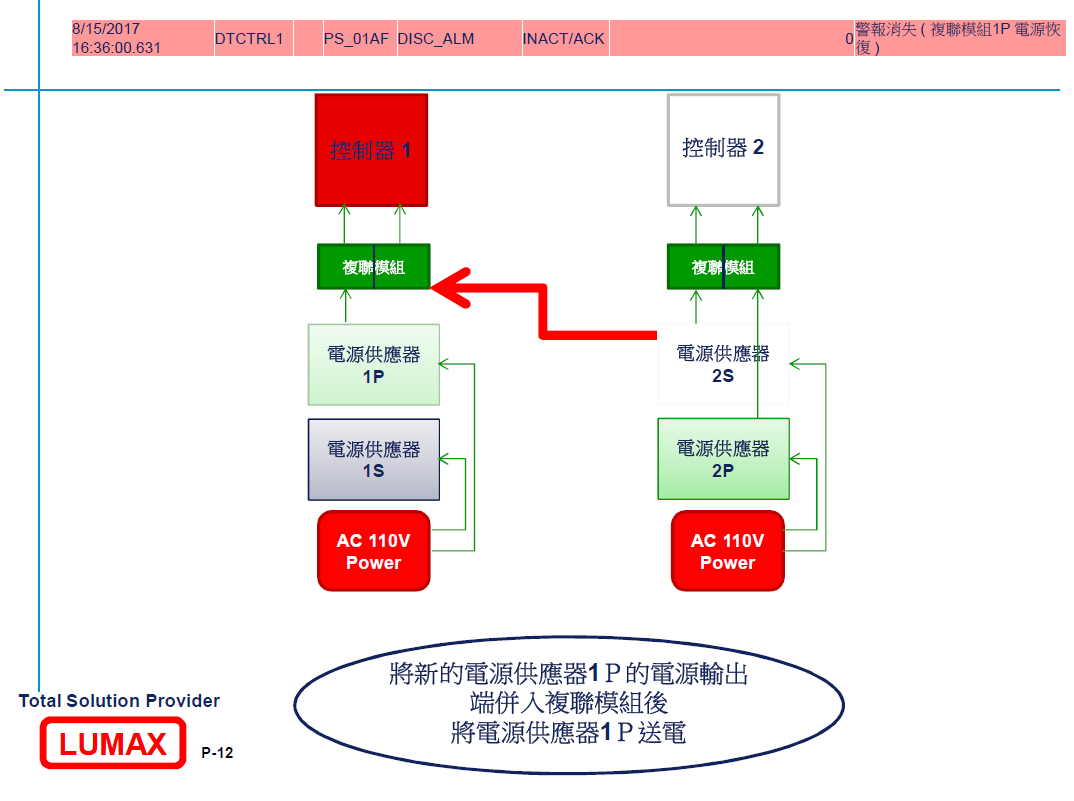 8/15/2017
16:36:00.631
DTCTRL1
PS_01AF
DISC_ALM
INACT/ACK
0
警報消失 ( 複聯模組1P 電源恢
復 )
控制器 1
控制器 2
複聯模組
複聯模組
電源供應器
1P
電源供應器
2S
電源供應器
1S
電源供應器
2P
AC 110V
Power
AC 110V
Power
將新的電源供應器1Ｐ的電源輸出
端併入複聯模組後
將電源供應器1Ｐ送電
Total Solution Provider
LUMAX
P-12